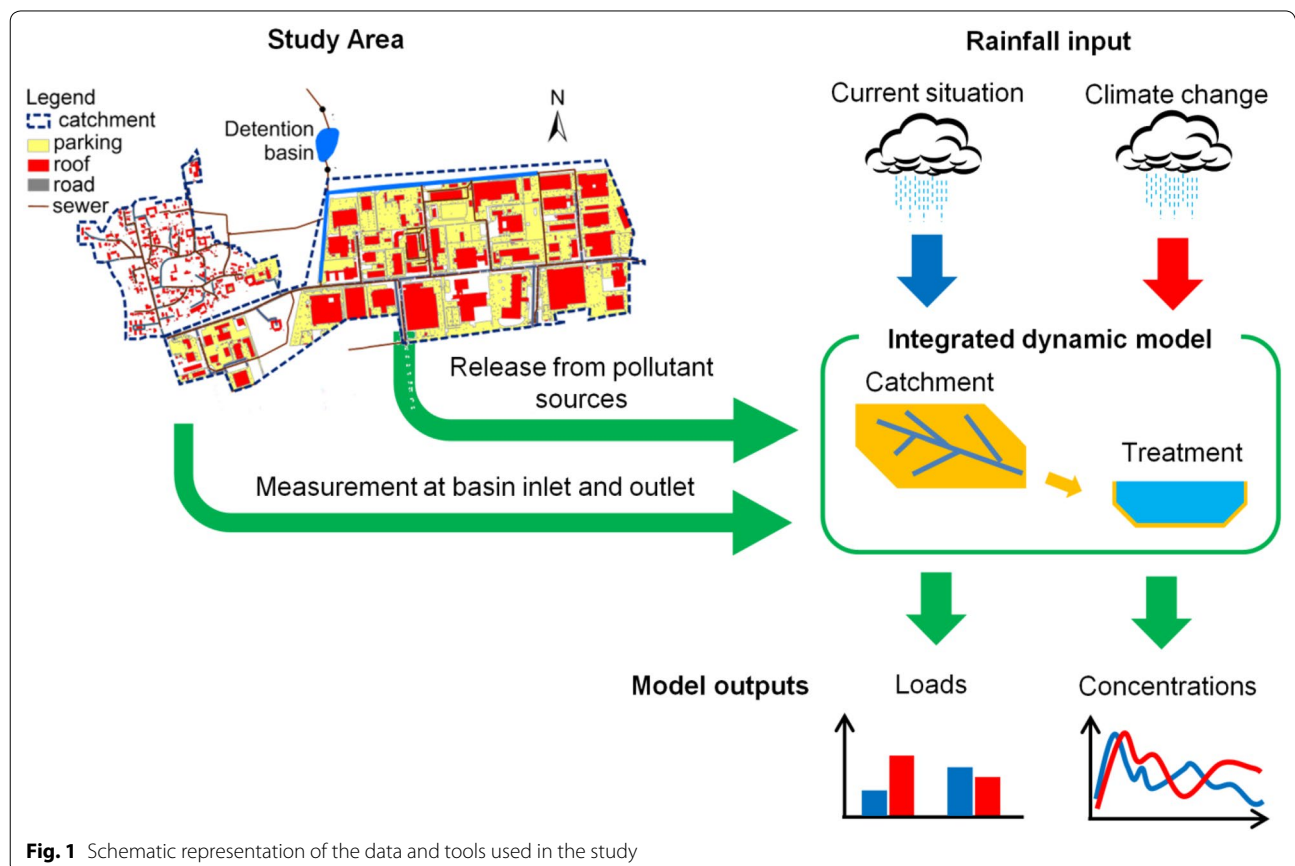 Study Area
Rainfall input
Legend
catchment
parking
roof
road
sewer
Detention
basin
N
Current situation
Climate change
Integrated dynamic model
Catchment
Treatment
Release from pollutant
sources
Measurement at basin inlet and outlet
Model outputs
Loads
Concentrations
Fig. 1 Schematic representation of the data and tools used in the study